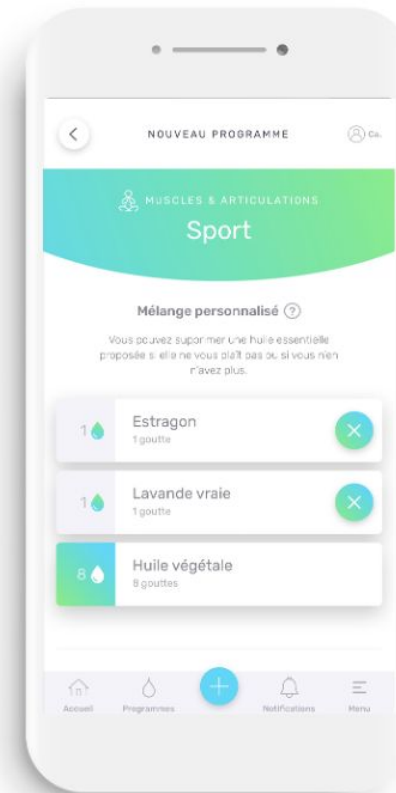 NOUVEAU PROGRAMME
Ca.
MUSCLES & ARTICULATIONS
Sport
Mélange personnalisé ?
Vous pouvez supprimer une huile essentielle
proposée si elle ne vous plaît pas ou si vous n'en
n'avez plus.
1
Estragon
1 goutte
1
Lavande vraie
1 goutte
8
Huile végétale
8 gouttes
Accueil
Programmes
Notifications
Menu